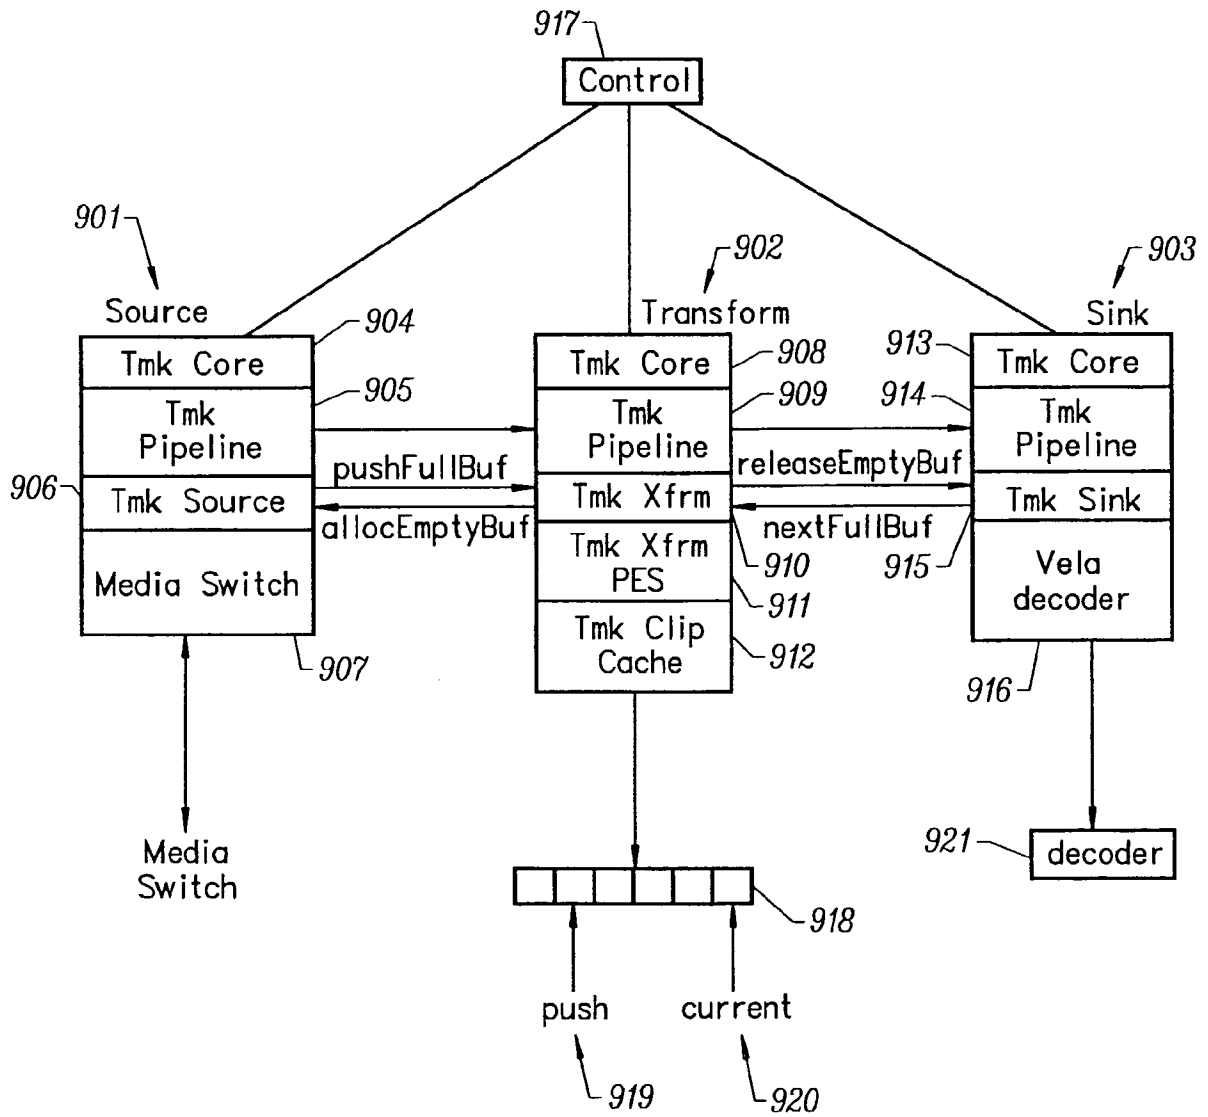 917
Control
901
902
903
Source
Transform
Sink
904
908
913
Tmk Core
Tmk Core
Tmk Core
905
909
914
Tmk
Pipeline
Tmk
Pipeline
Tmk
Pipeline
pushFullBuf
releaseEmptyBuf
906
Tmk Source
Tmk Xfrm
Tmk Sink
allocEmptyBuf
nextFullBuf
910
915
Media Switch
Tmk Xfrm
PES
Vela
decoder
911
907
Tmk Clip
Cache
912
916
Media
Switch
921
decoder
918
push
current
919
920